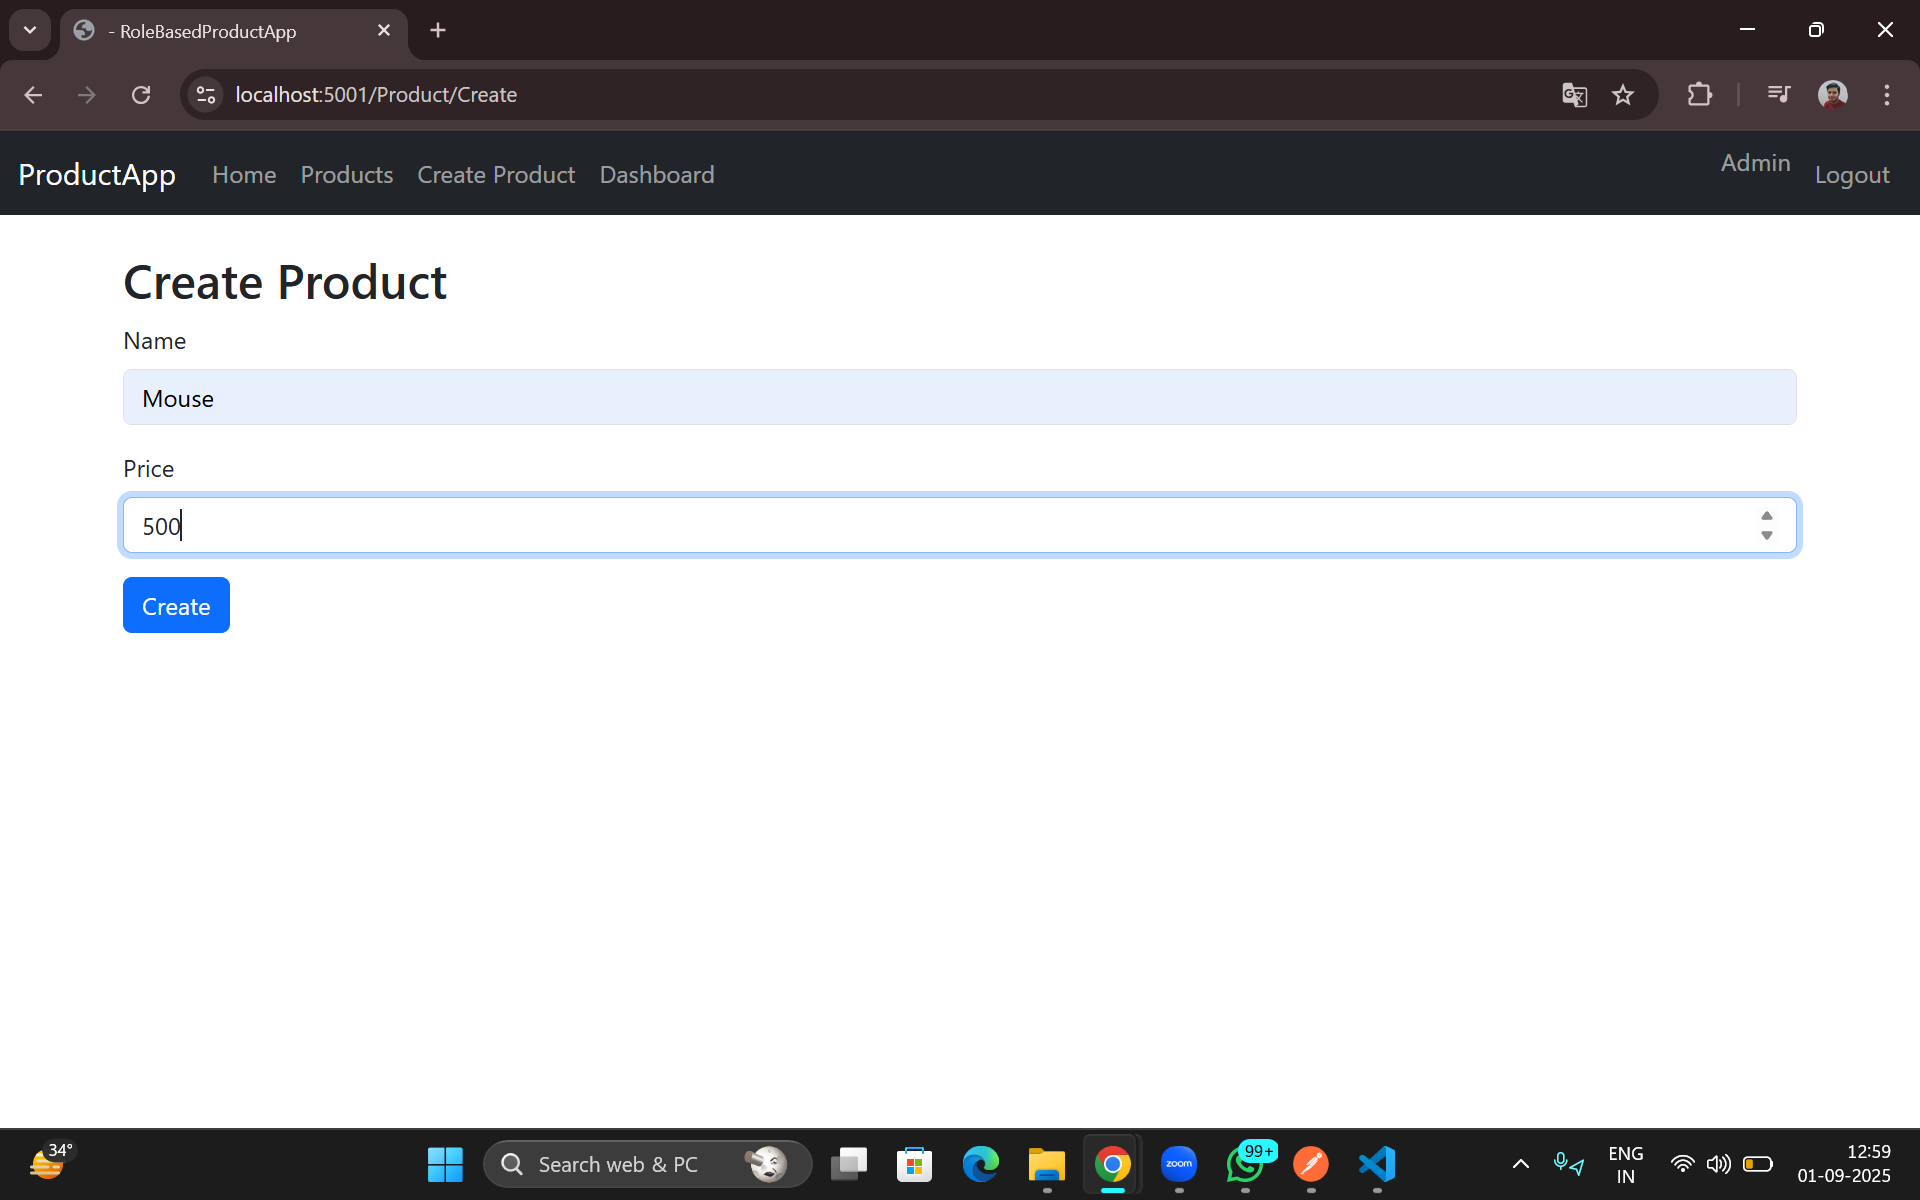 - RoleBasedProductApp
localhost:5001/Product/Create
ProductApp Home Products Create Product Dashboard Admin Logout
Create Product
Name
Mouse
Price
500
Create
34°
Search web & PC
zoom
99+
ENG
IN
12:59
01-09-2025